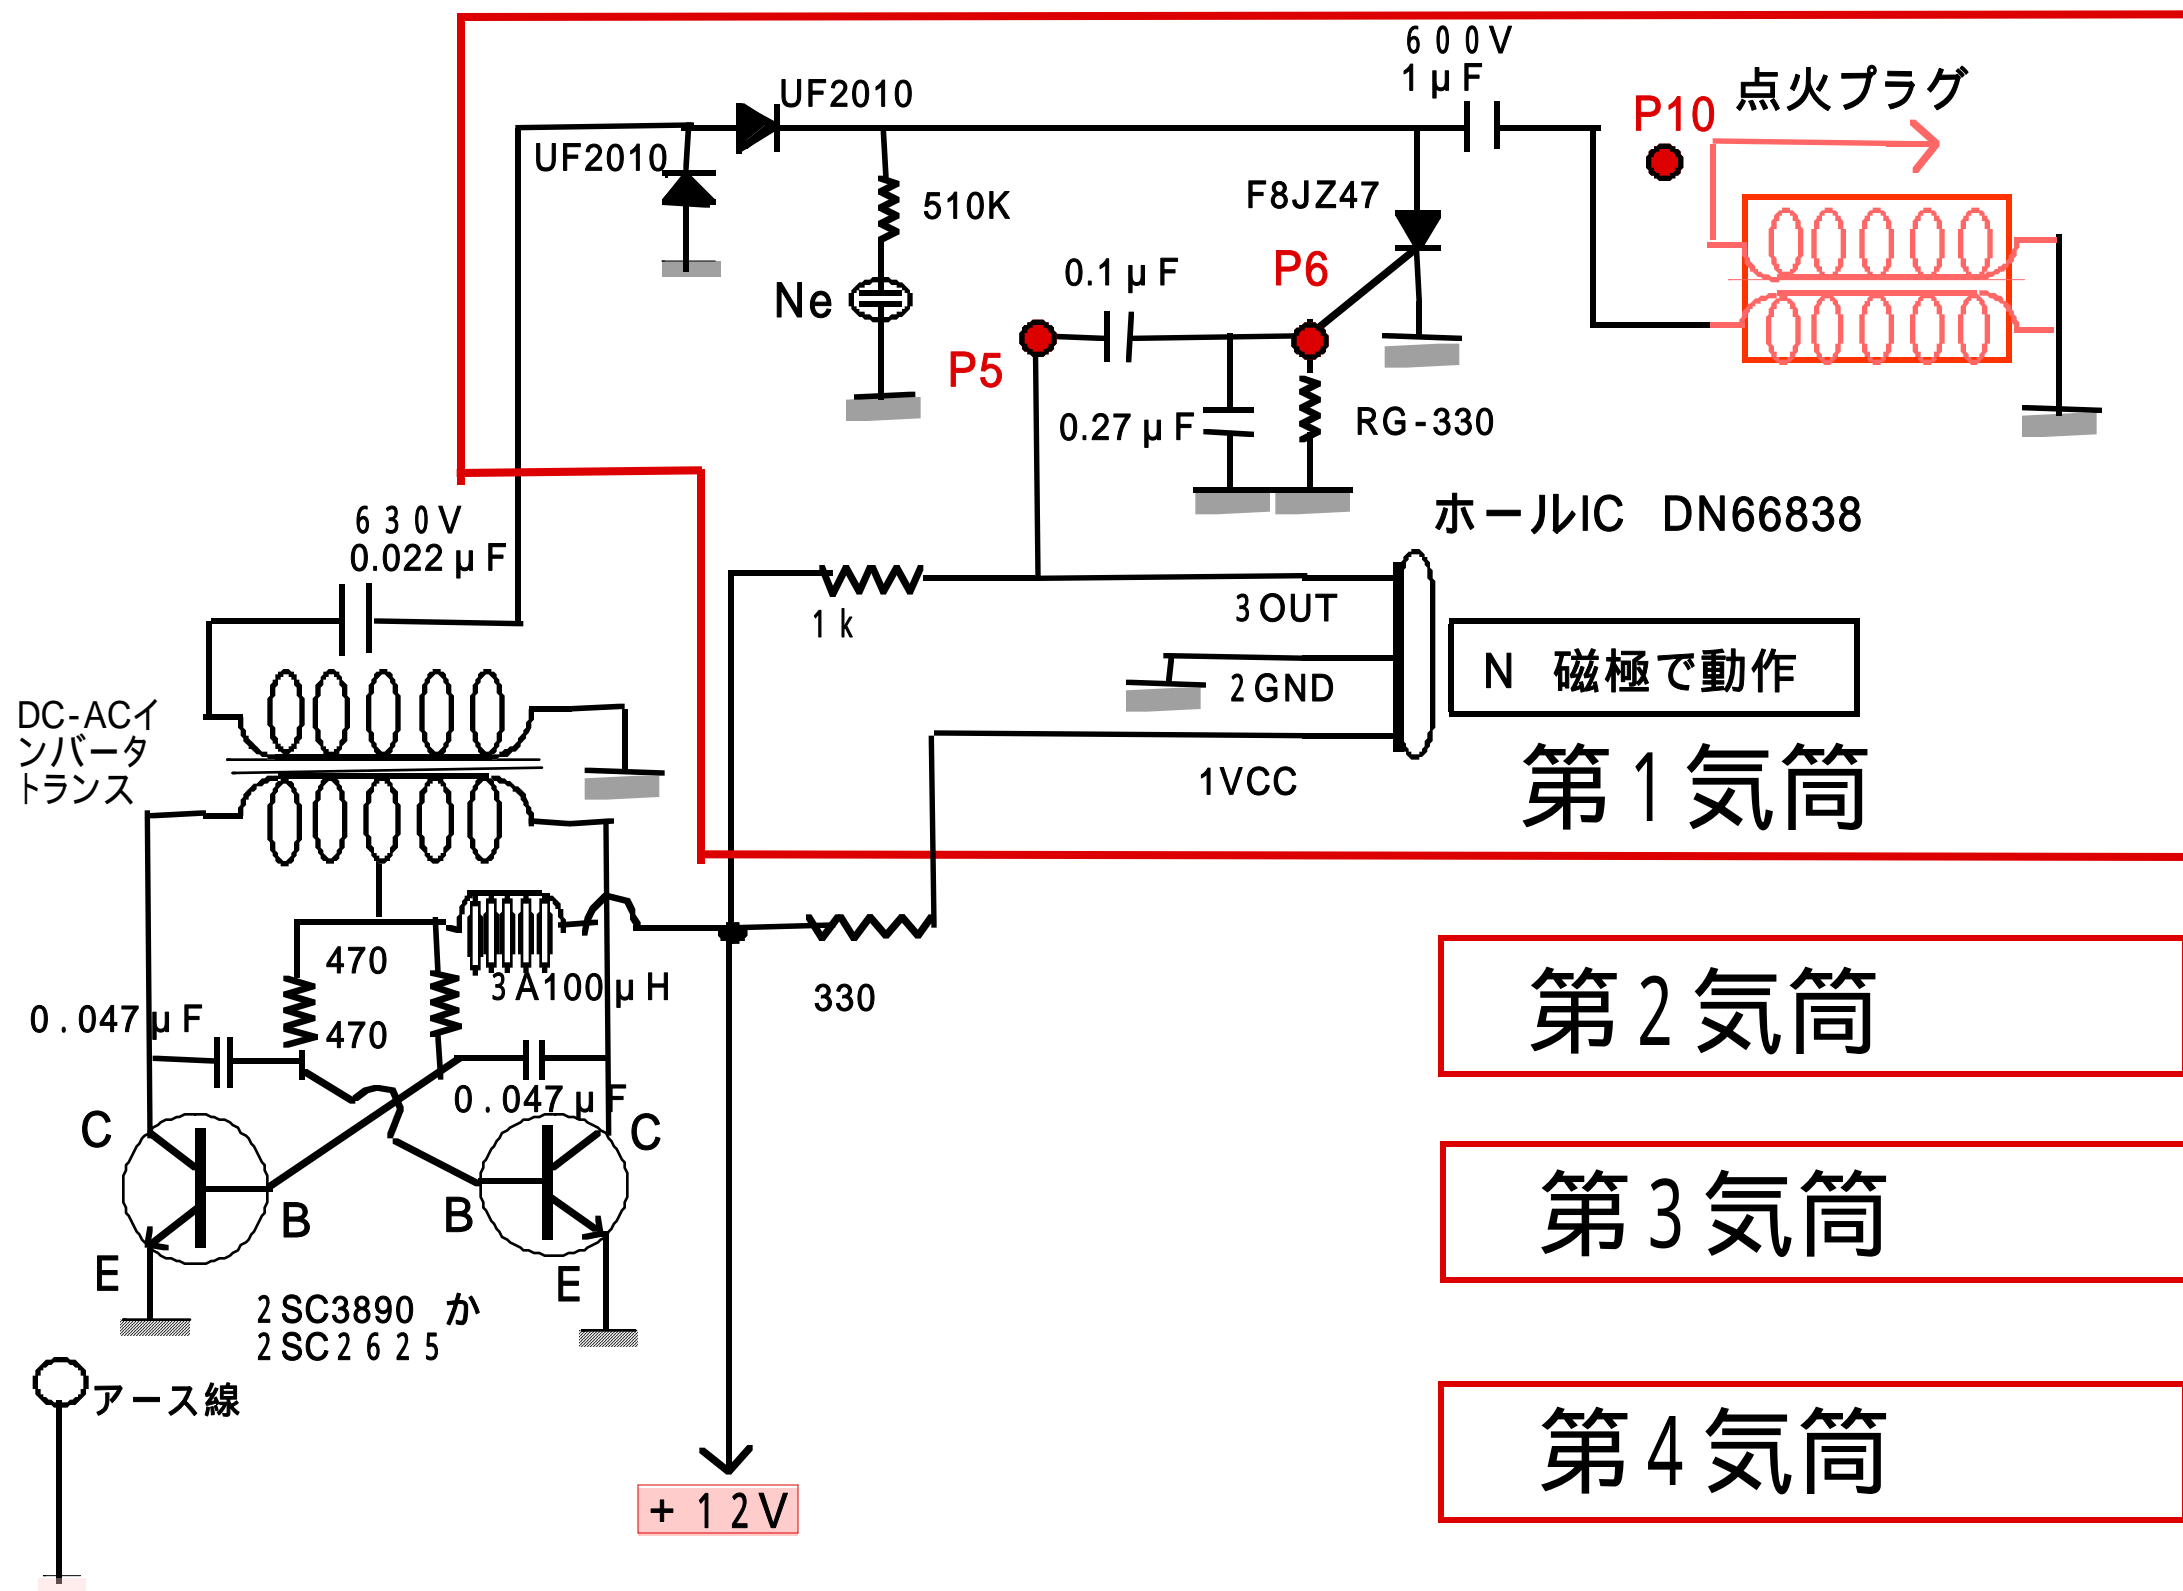 600V
1μF
UF2010
点火プラグ
P10
UF2010
F8JZ47
510K
P6
0.1μF
Ne
P5
0.27μF
RG-330
ホールIC DN66838
630V
0.022μF
3OUT
1k
N 磁極で動作
2GND
DC-ACイ
ンバータ
トランス
1VCC
第1気筒
470
3A100μH
330
0.047μF
470
第2気筒
0.047μF
C
C
B
B
E
E
第3気筒
2SC3890 か
2SC2625
アース線
第4気筒
+12V